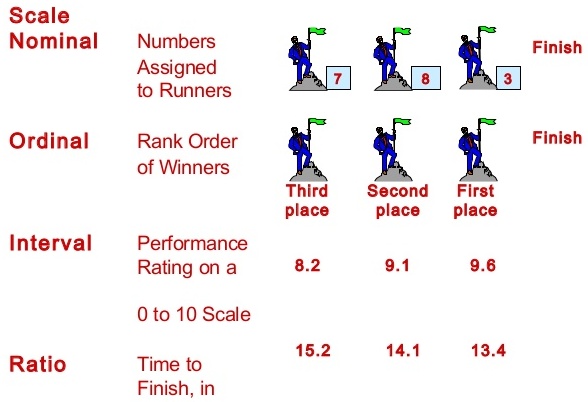 Scale
Nominal Numbers Finish
Assigned
to Runners 7 8 3
Ordinal Rank Order Finish
of Winners
Third Second First
place place place
Interval Performance
Rating on a 8.2 9.1 9.6
0 to 10 Scale
15.2 14.1 13.4
Ratio Time to
Finish, in